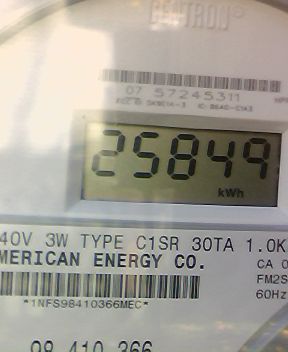 CENTRON®
07 57245311
25849
kWh
40V 3W TYPE C1SR 30TA 1.0K
MERICAN ENERGY CO.
CA 0
FM2S
60Hz
*1NFS98410366MEC*
98 410 366